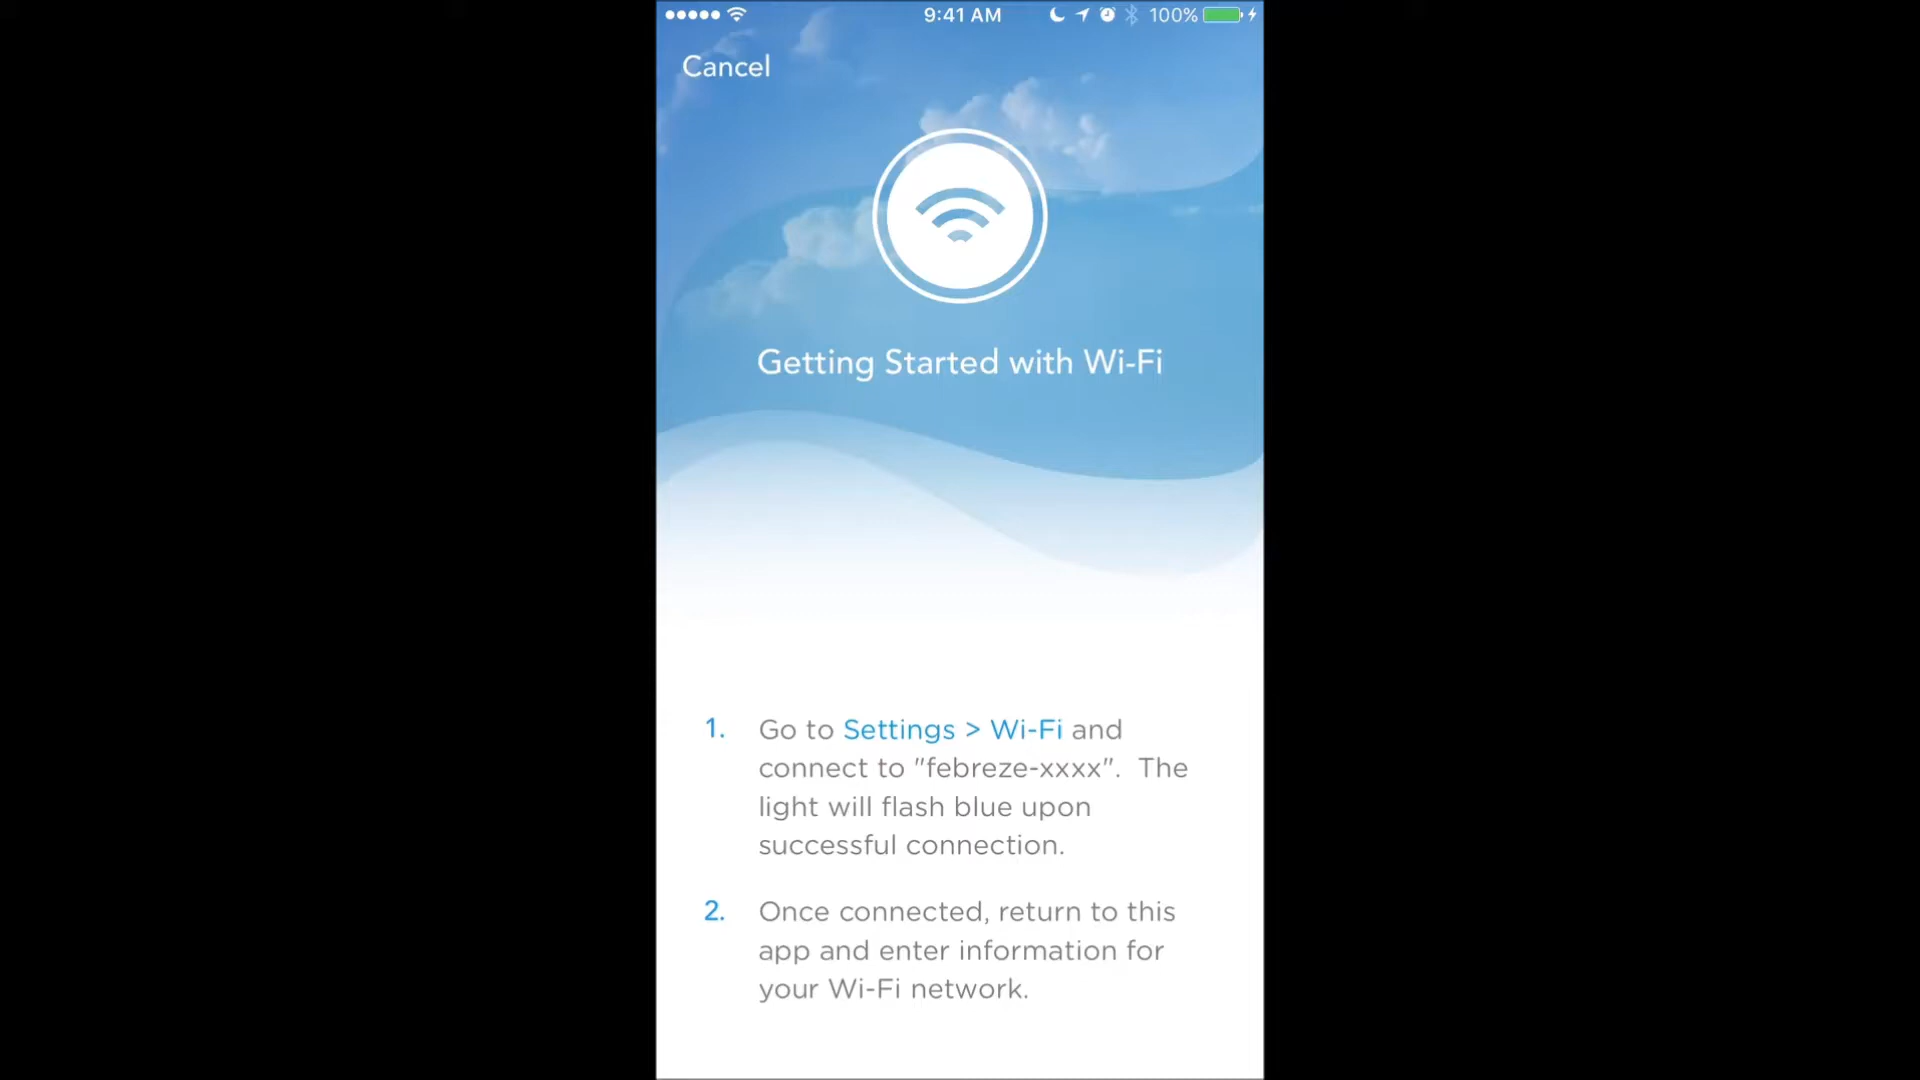 9:41 AM 100%
Cancel
Getting Started with Wi-Fi
1. Go to Settings > Wi-Fi and
connect to "febreze-xxxx". The
light will flash blue upon
successful connection.
2. Once connected, return to this
app and enter information for
your Wi-Fi network.